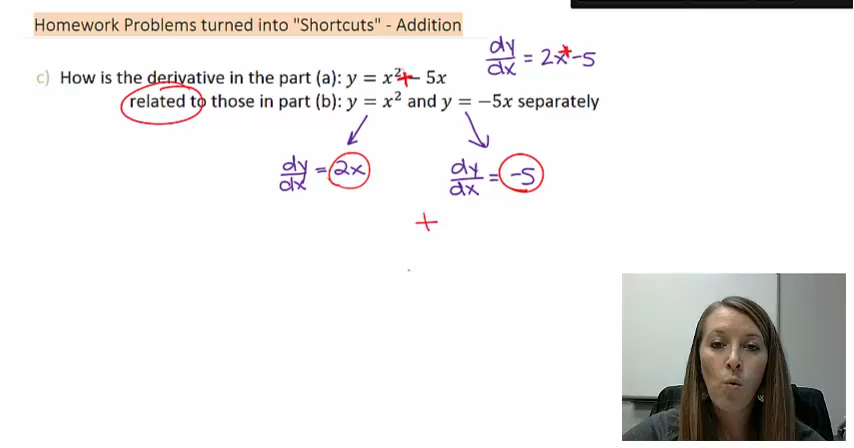 Homework Problems turned into "Shortcuts" - Addition
dy/dx = 2x + -5
c) How is the derivative in the part (a): y = x² + - 5x
related to those in part (b): y = x² and y = −5x separately
dy/dx = 2x dy/dx = -5
+